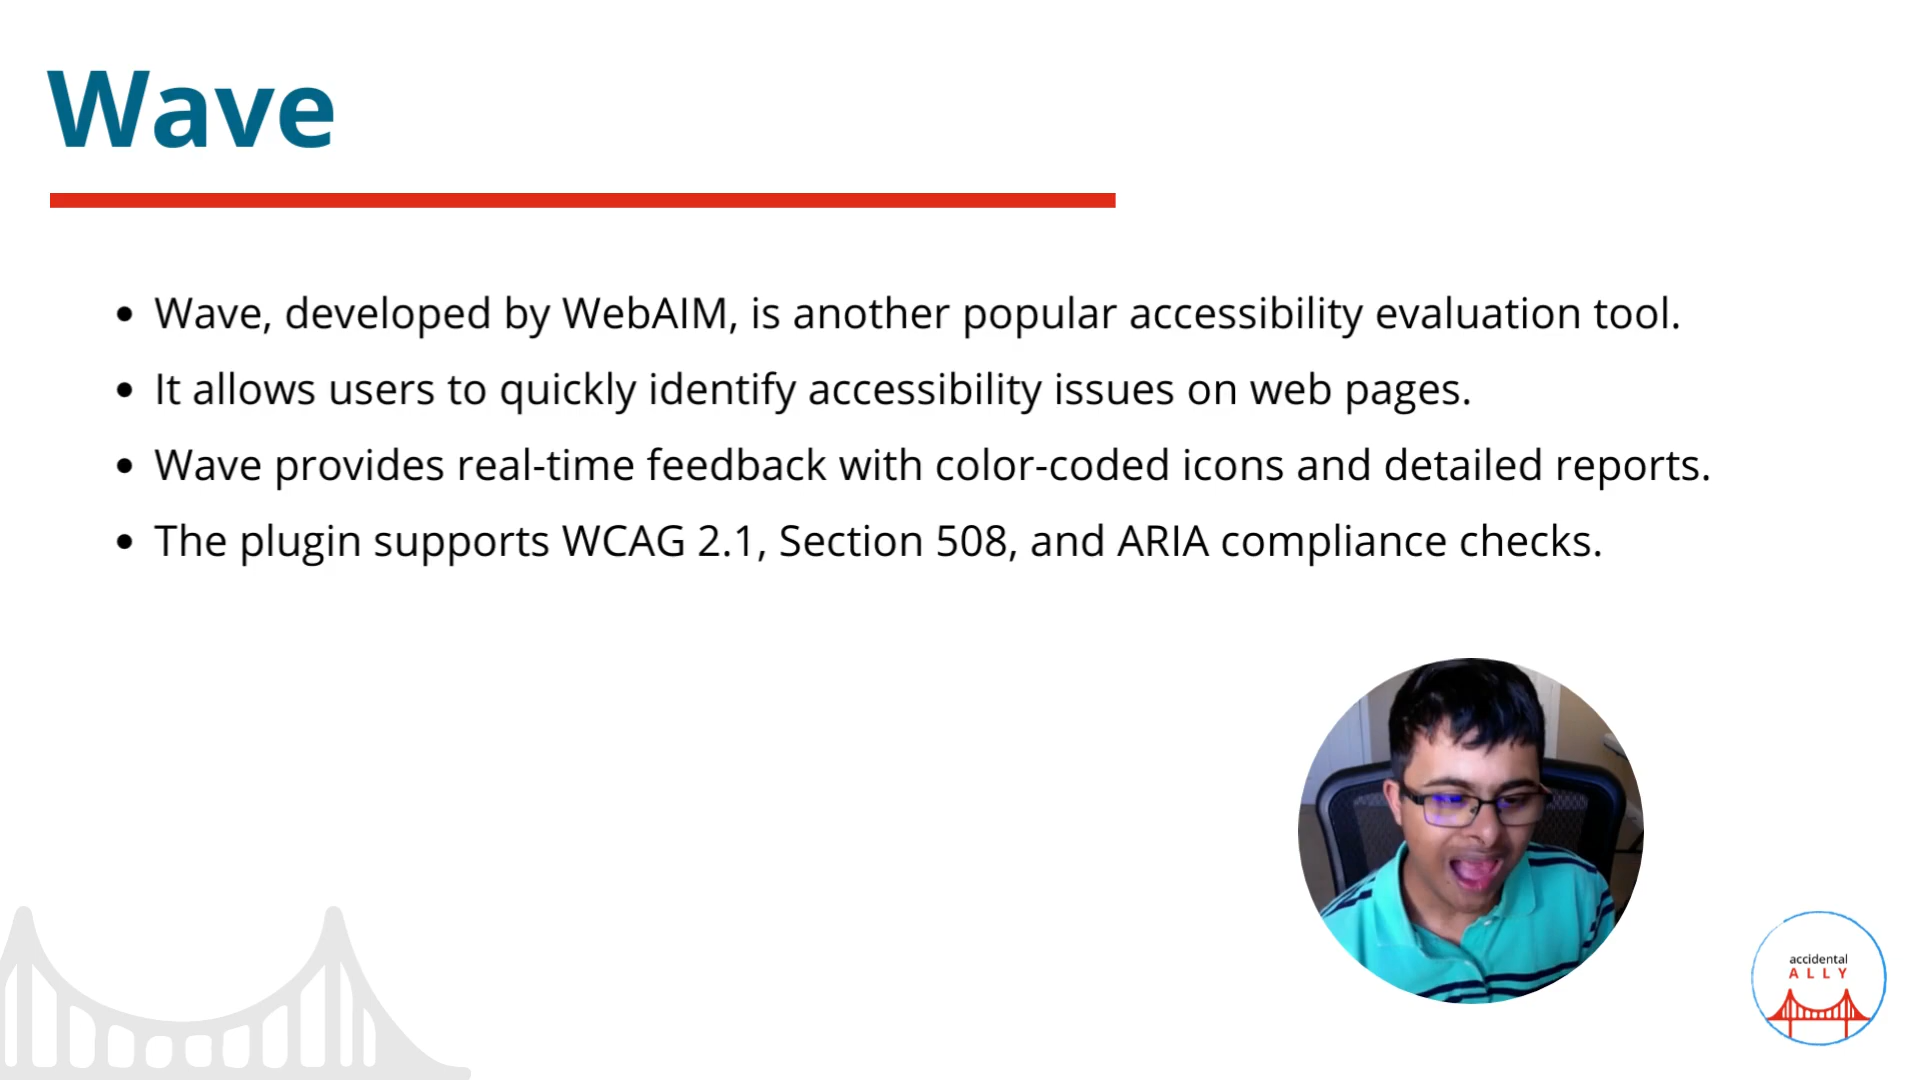 Wave
• Wave, developed by WebAIM, is another popular accessibility evaluation tool.
• It allows users to quickly identify accessibility issues on web pages.
• Wave provides real-time feedback with color-coded icons and detailed reports.
• The plugin supports WCAG 2.1, Section 508, and ARIA compliance checks.
accidental
ALLY